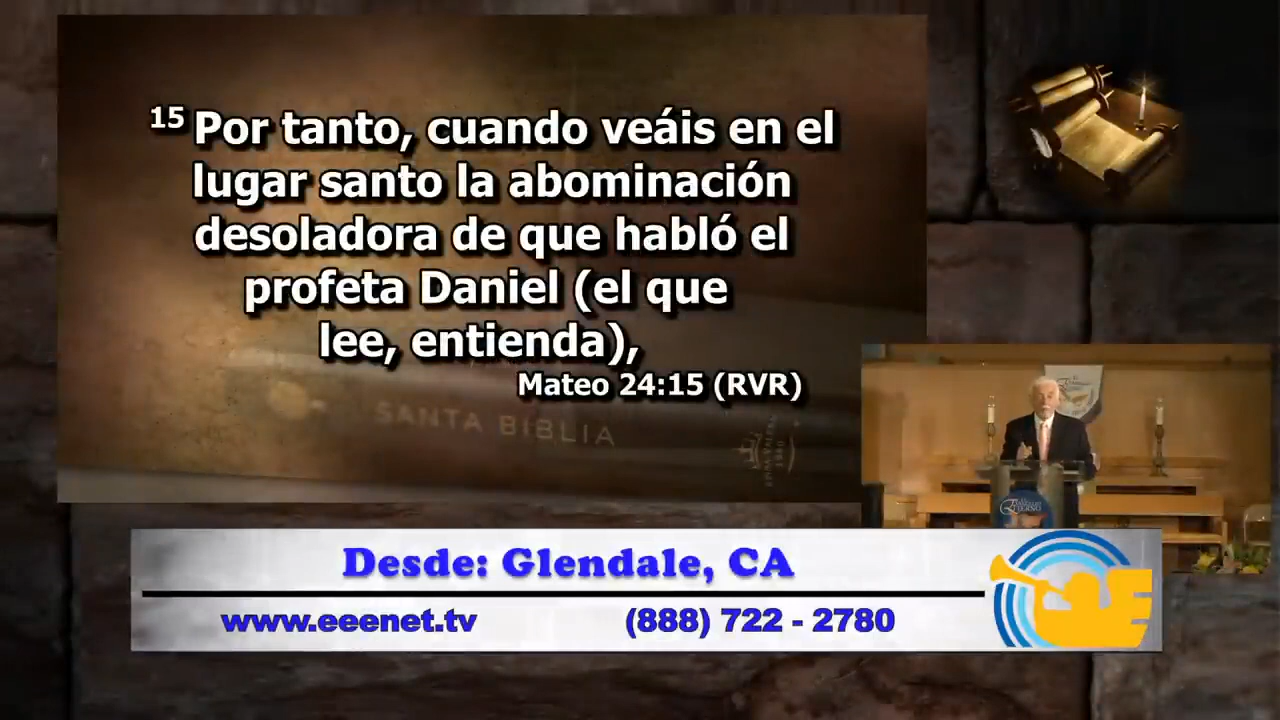 15 Por tanto, cuando veáis en el
lugar santo la abominación
desoladora de que habló el
profeta Daniel (el que
lee, entienda),
Mateo 24:15 (RVR)
SANTA BIBLIA
Desde: Glendale, CA
www.eeenet.tv (888) 722 - 2780